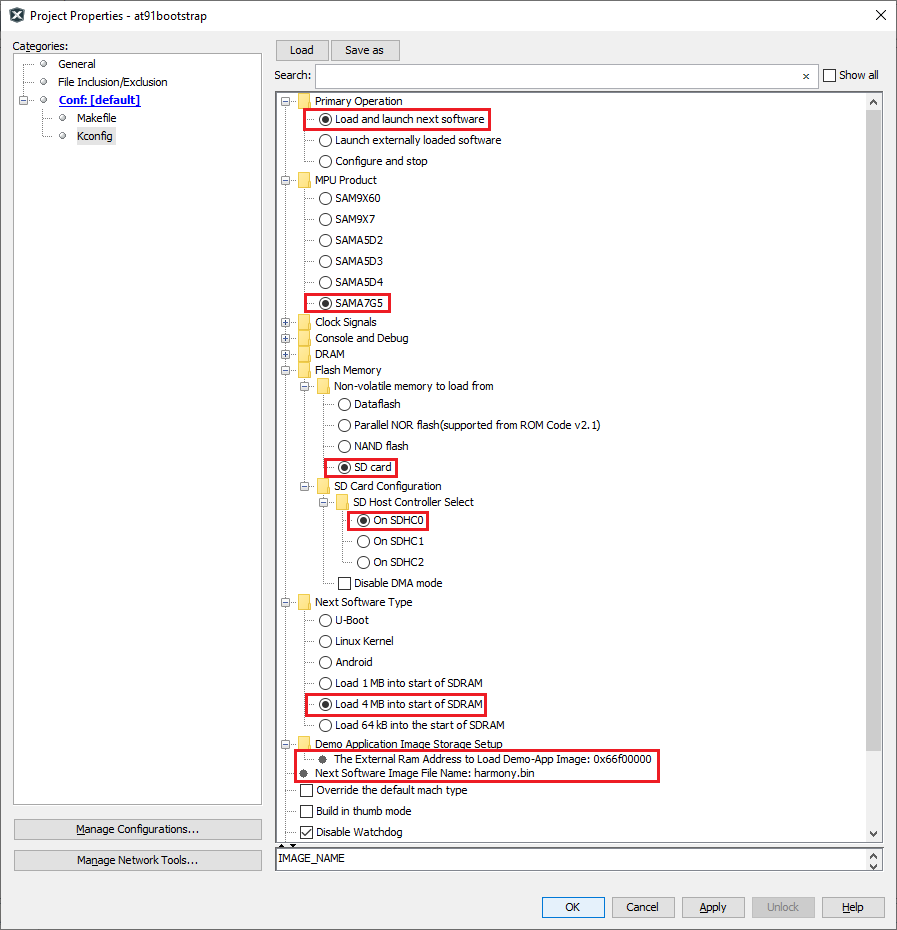 Project Properties - at91bootstrap
Categories:
General
File Inclusion/Exclusion
Conf: [default]
Makefile
Kconfig
Manage Configurations...
Manage Network Tools...
Load
Save as
Search:
Show all
Primary Operation
Load and launch next software
Launch externally loaded software
Configure and stop
MPU Product
SAM9X60
SAM9X7
SAMA5D2
SAMA5D3
SAMA5D4
SAMA7G5
Clock Signals
Console and Debug
DRAM
Flash Memory
Non-volatile memory to load from
Dataflash
Parallel NOR flash(supported from ROM Code v2.1)
NAND flash
SD card
SD Card Configuration
SD Host Controller Select
On SDHC0
On SDHC1
On SDHC2
Disable DMA mode
Next Software Type
U-Boot
Linux Kernel
Android
Load 1 MB into start of SDRAM
Load 4 MB into start of SDRAM
Load 64 kB into the start of SDRAM
Demo Application Image Storage Setup
The External Ram Address to Load Demo-App Image: 0x66f00000
Next Software Image File Name: harmony.bin
Override the default mach type
Build in thumb mode
Disable Watchdog
IMAGE_NAME
OK
Cancel
Apply
Unlock
Help